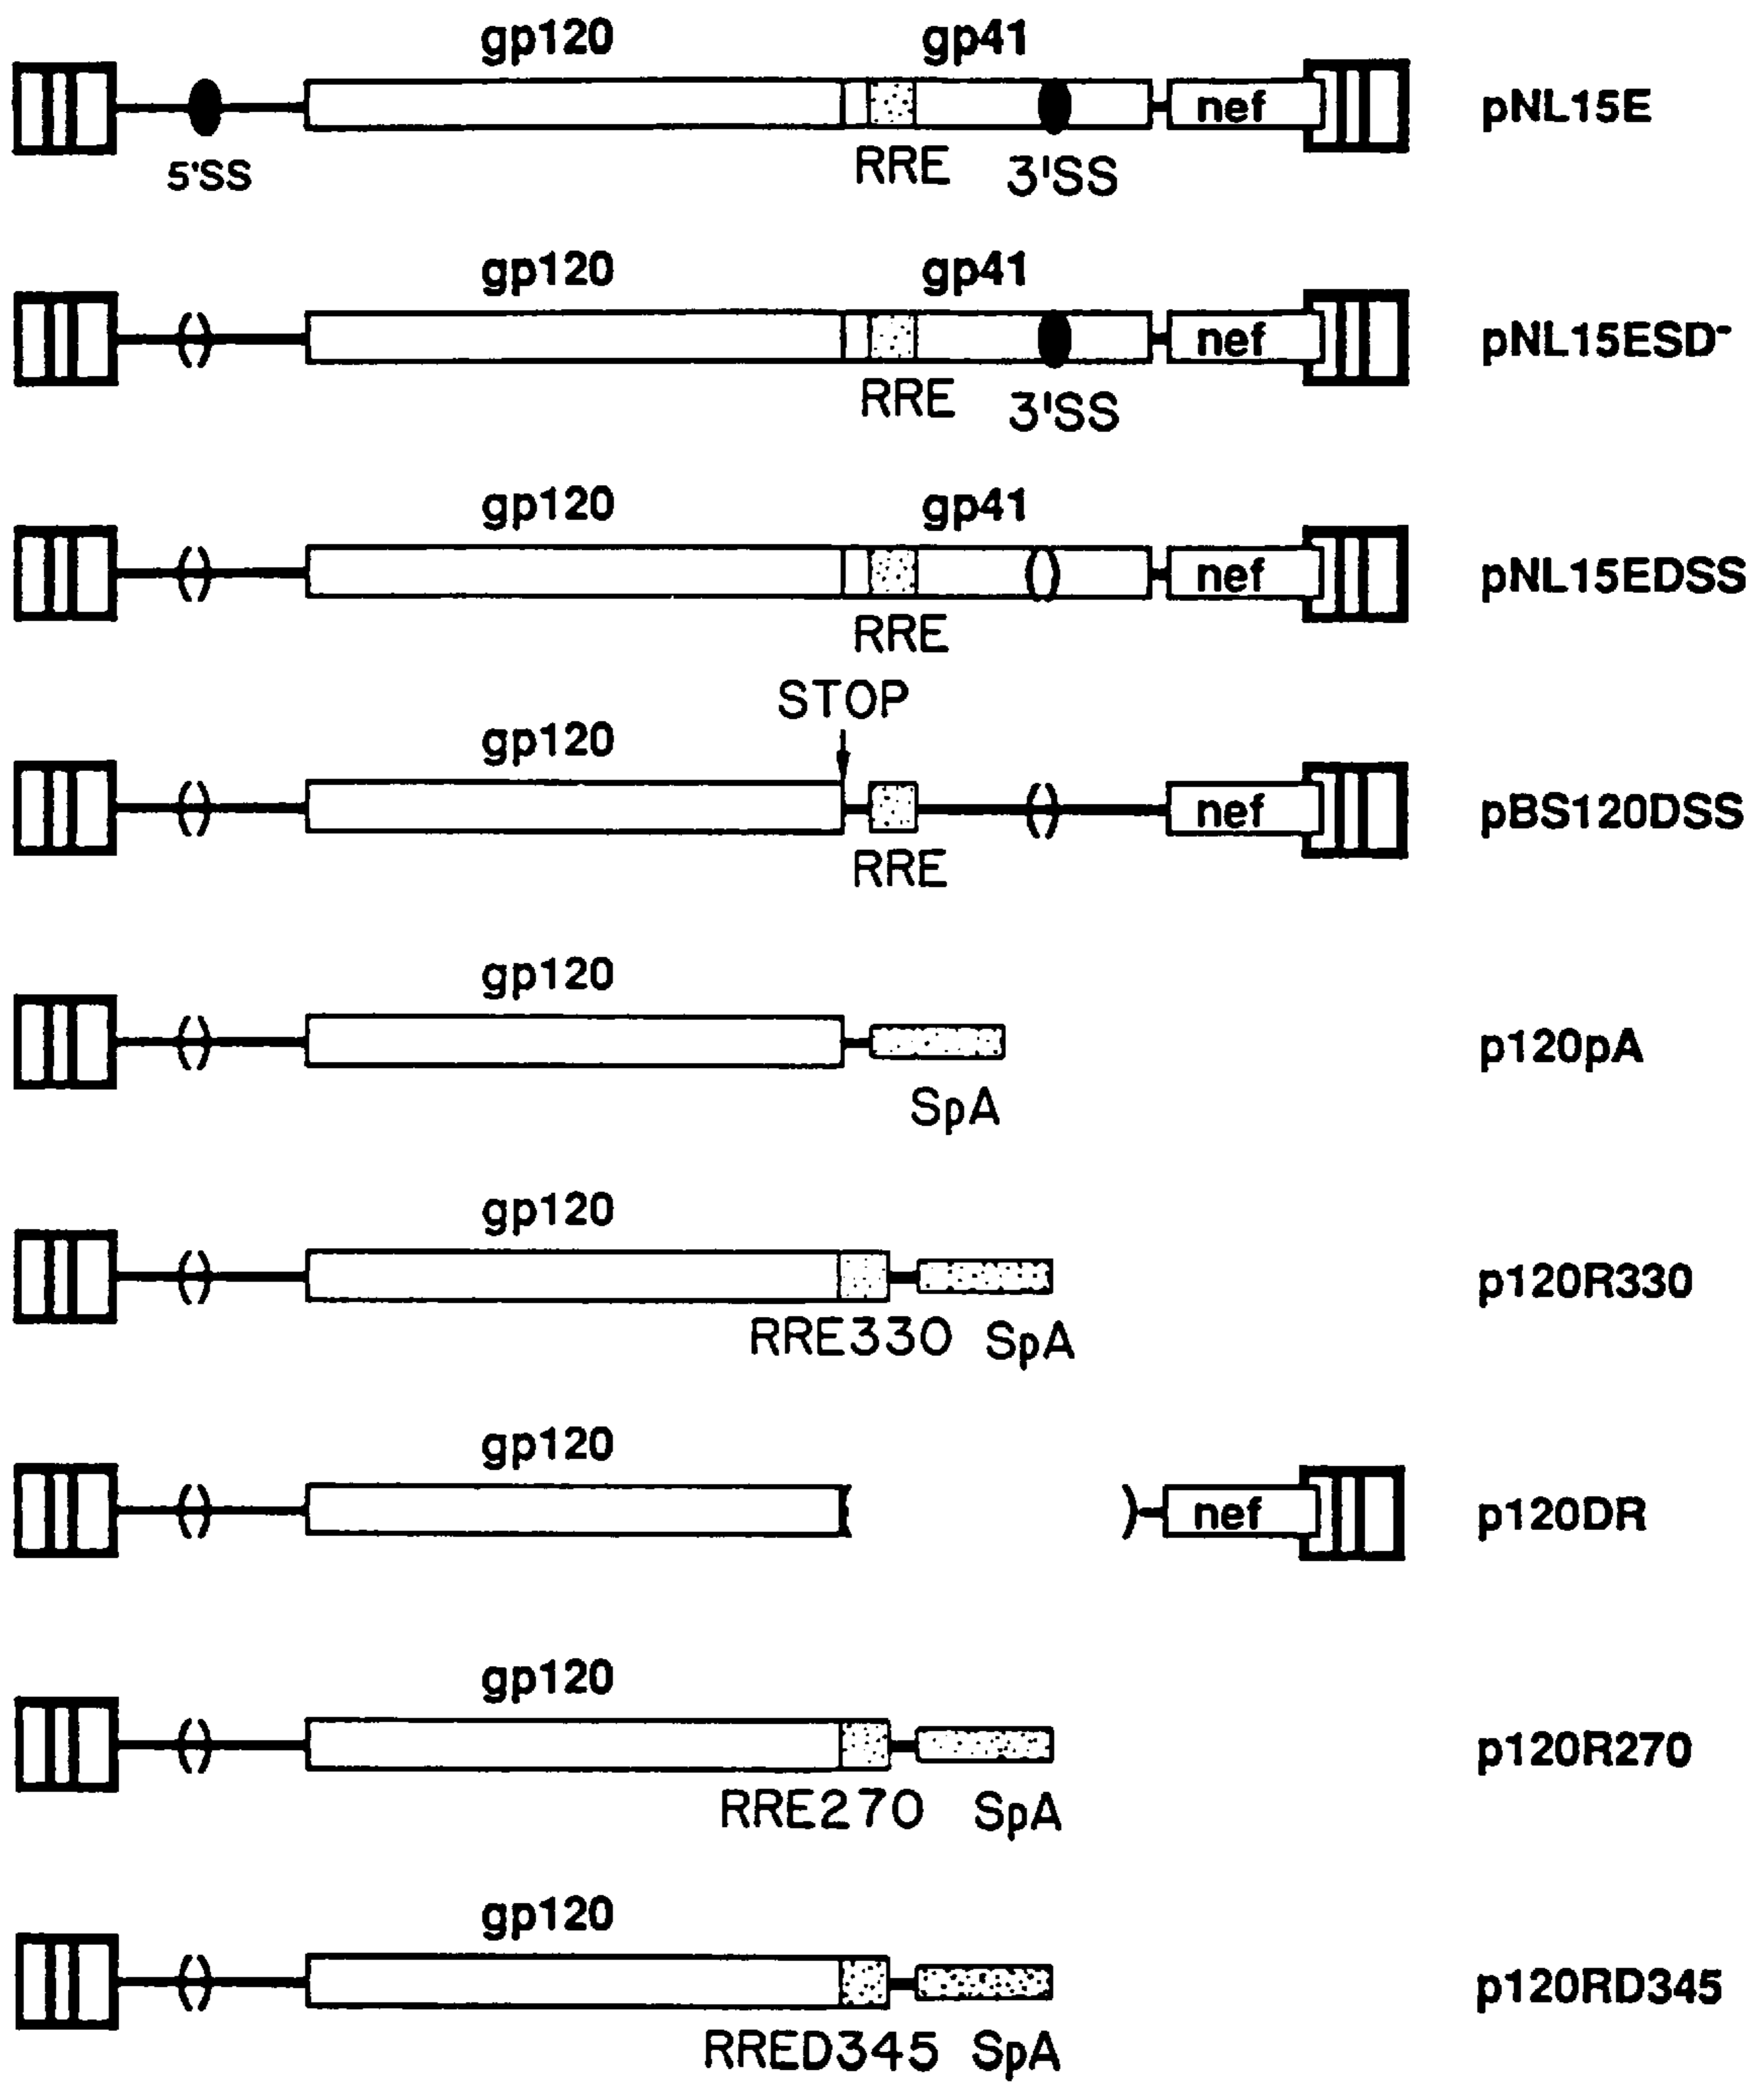 gp120 gp41
nef pNL15E
5'SS RRE 3'SS
gp120 gp41
nef pNL15ESD-
RRE 3'SS
gp120 gp41
nef pNL15EDSS
RRE
STOP
gp120
nef pBS120DSS
RRE
gp120
p120pA
SpA
gp120
p120R330
RRE330 SpA
gp120
nef p120DR
gp120
p120R270
RRE270 SpA
gp120
p120RD345
RRED345 SpA